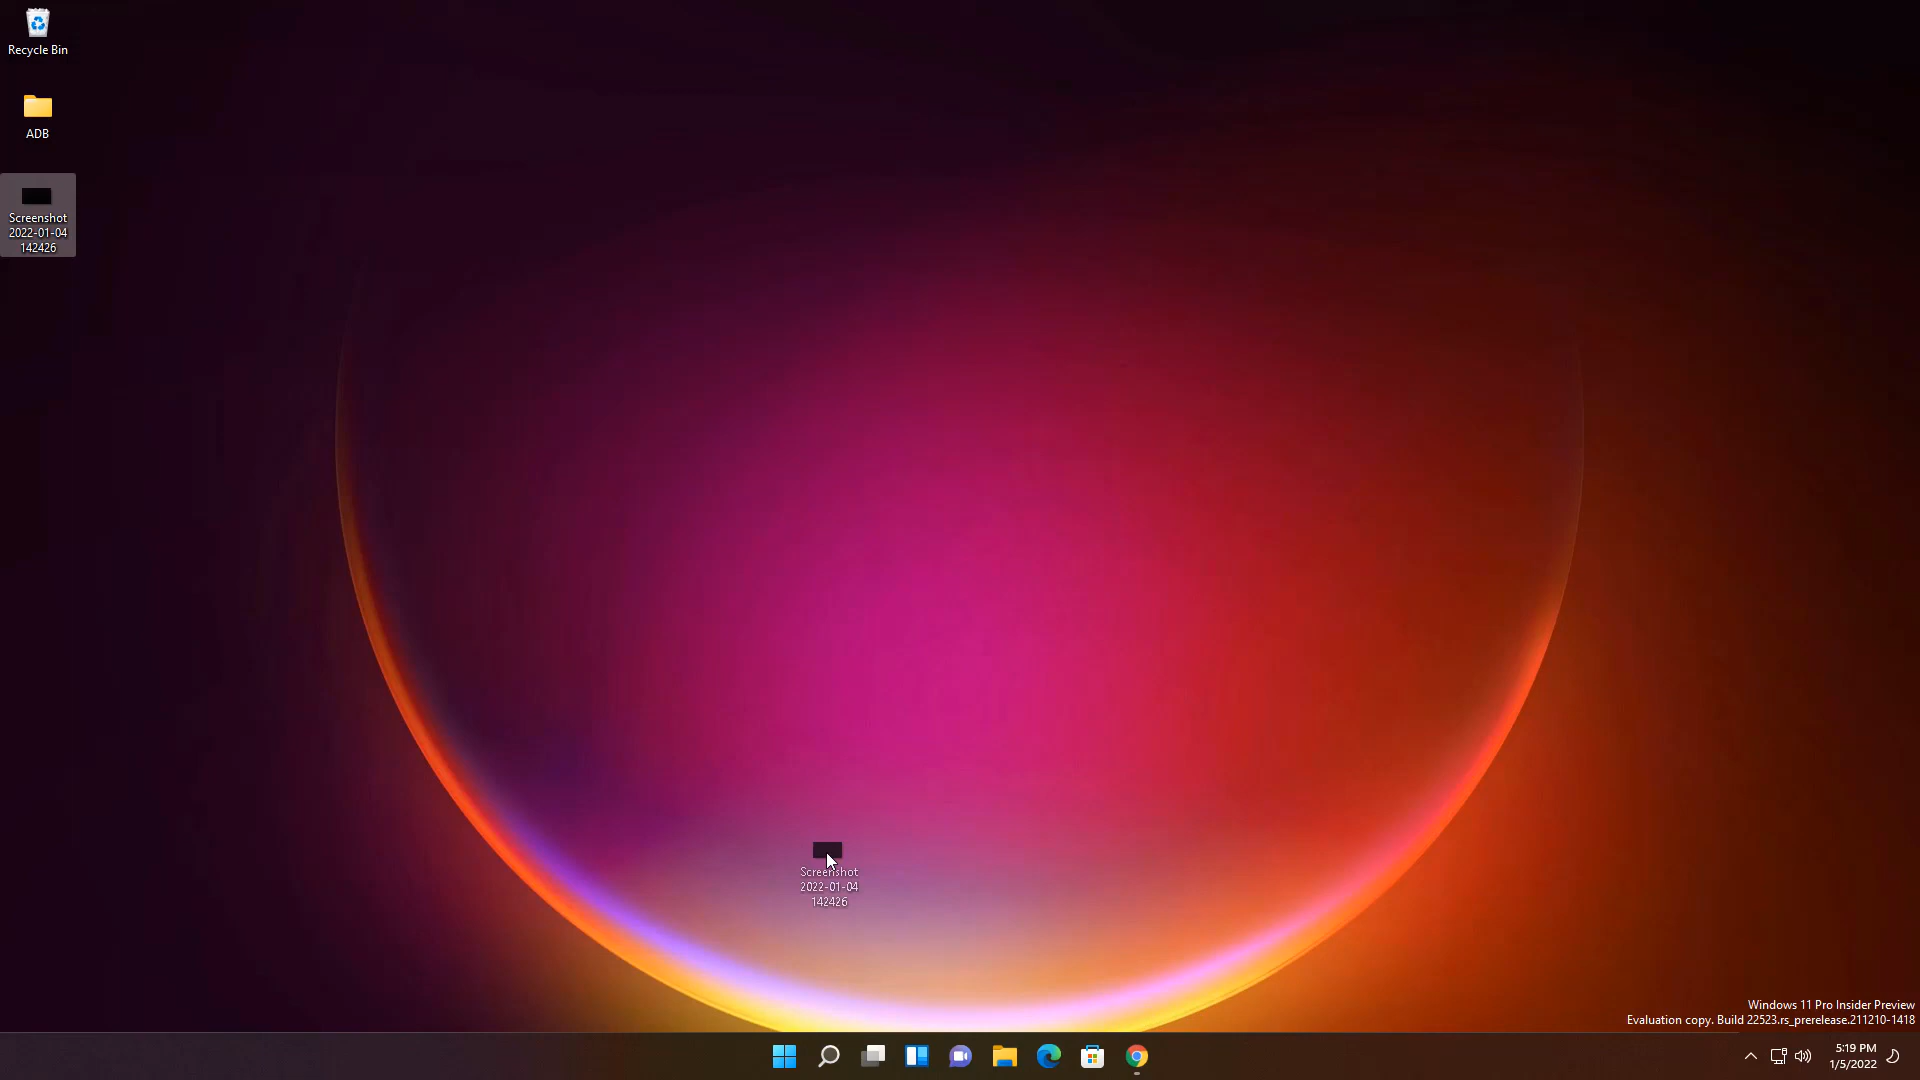 Recycle Bin
ADB
Screenshot
2022-01-04
142426
Screenshot
2022-01-04
142426
Windows 11 Pro Insider Preview
Evaluation copy. Build 22523.rs_prerelease.211210-1418
5:19 PM
1/5/2022